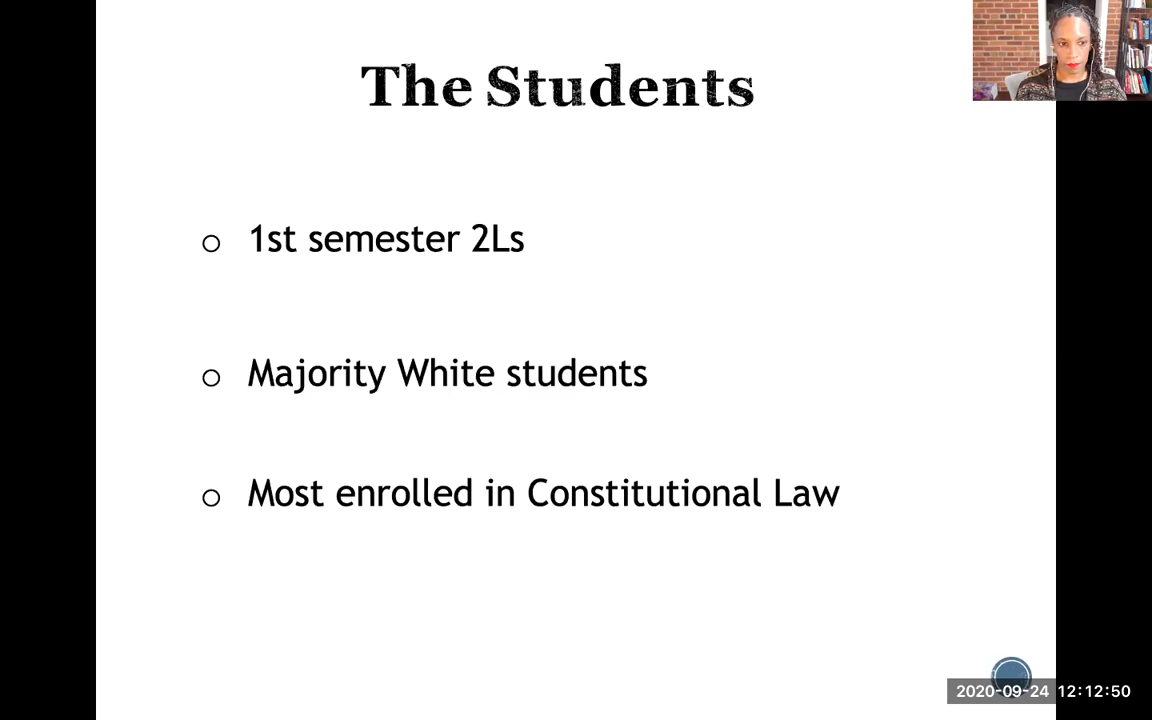 The Students
1st semester 2Ls
Majority White students
Most enrolled in Constitutional Law
2020-09-24 12:12:50